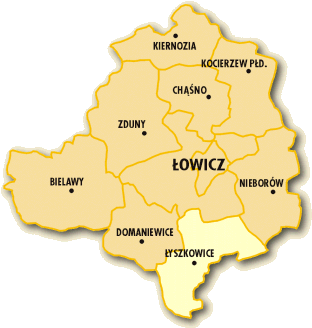 KIERNOZIA
KOCIERZEW PŁD.
CHĄŚNO
ZDUNY
ŁOWICZ
BIELAWY
NIEBORÓW
DOMANIEWICE
ŁYSZKOWICE